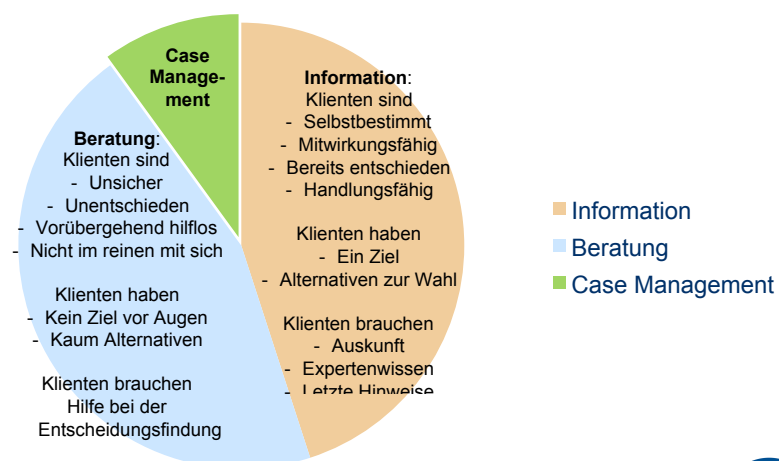 Case
Manage-
ment
Information:
Klienten sind
- Selbstbestimmt
- Mitwirkungsfähig
- Bereits entschieden
- Handlungsfähig
Klienten haben
- Ein Ziel
- Alternativen zur Wahl
Klienten brauchen
- Auskunft
- Expertenwissen
- Letzte Hinweise
Beratung:
Klienten sind
- Unsicher
- Unentschieden
- Vorübergehend hilflos
- Nicht im reinen mit sich
Klienten haben
- Kein Ziel vor Augen
- Kaum Alternativen
Klienten brauchen
Hilfe bei der
Entscheidungsfindung
Information
Beratung
Case Management